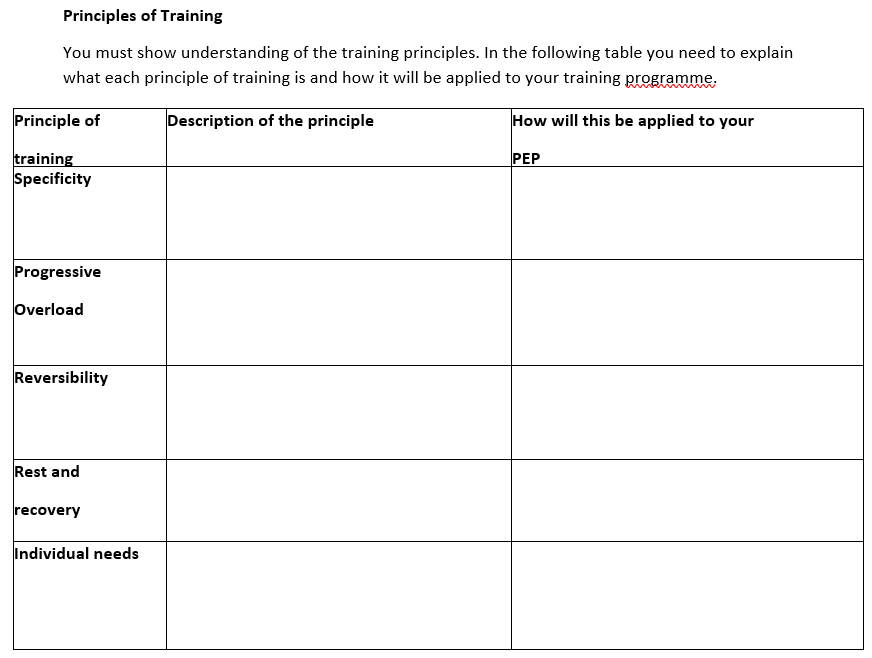 Principles of Training
You must show understanding of the training principles. In the following table you need to explain
what each principle of training is and how it will be applied to your training programme.
Principle of
training
Description of the principle
How will this be applied to your
PEP
Specificity
Progressive
Overload
Reversibility
Rest and
recovery
Individual needs